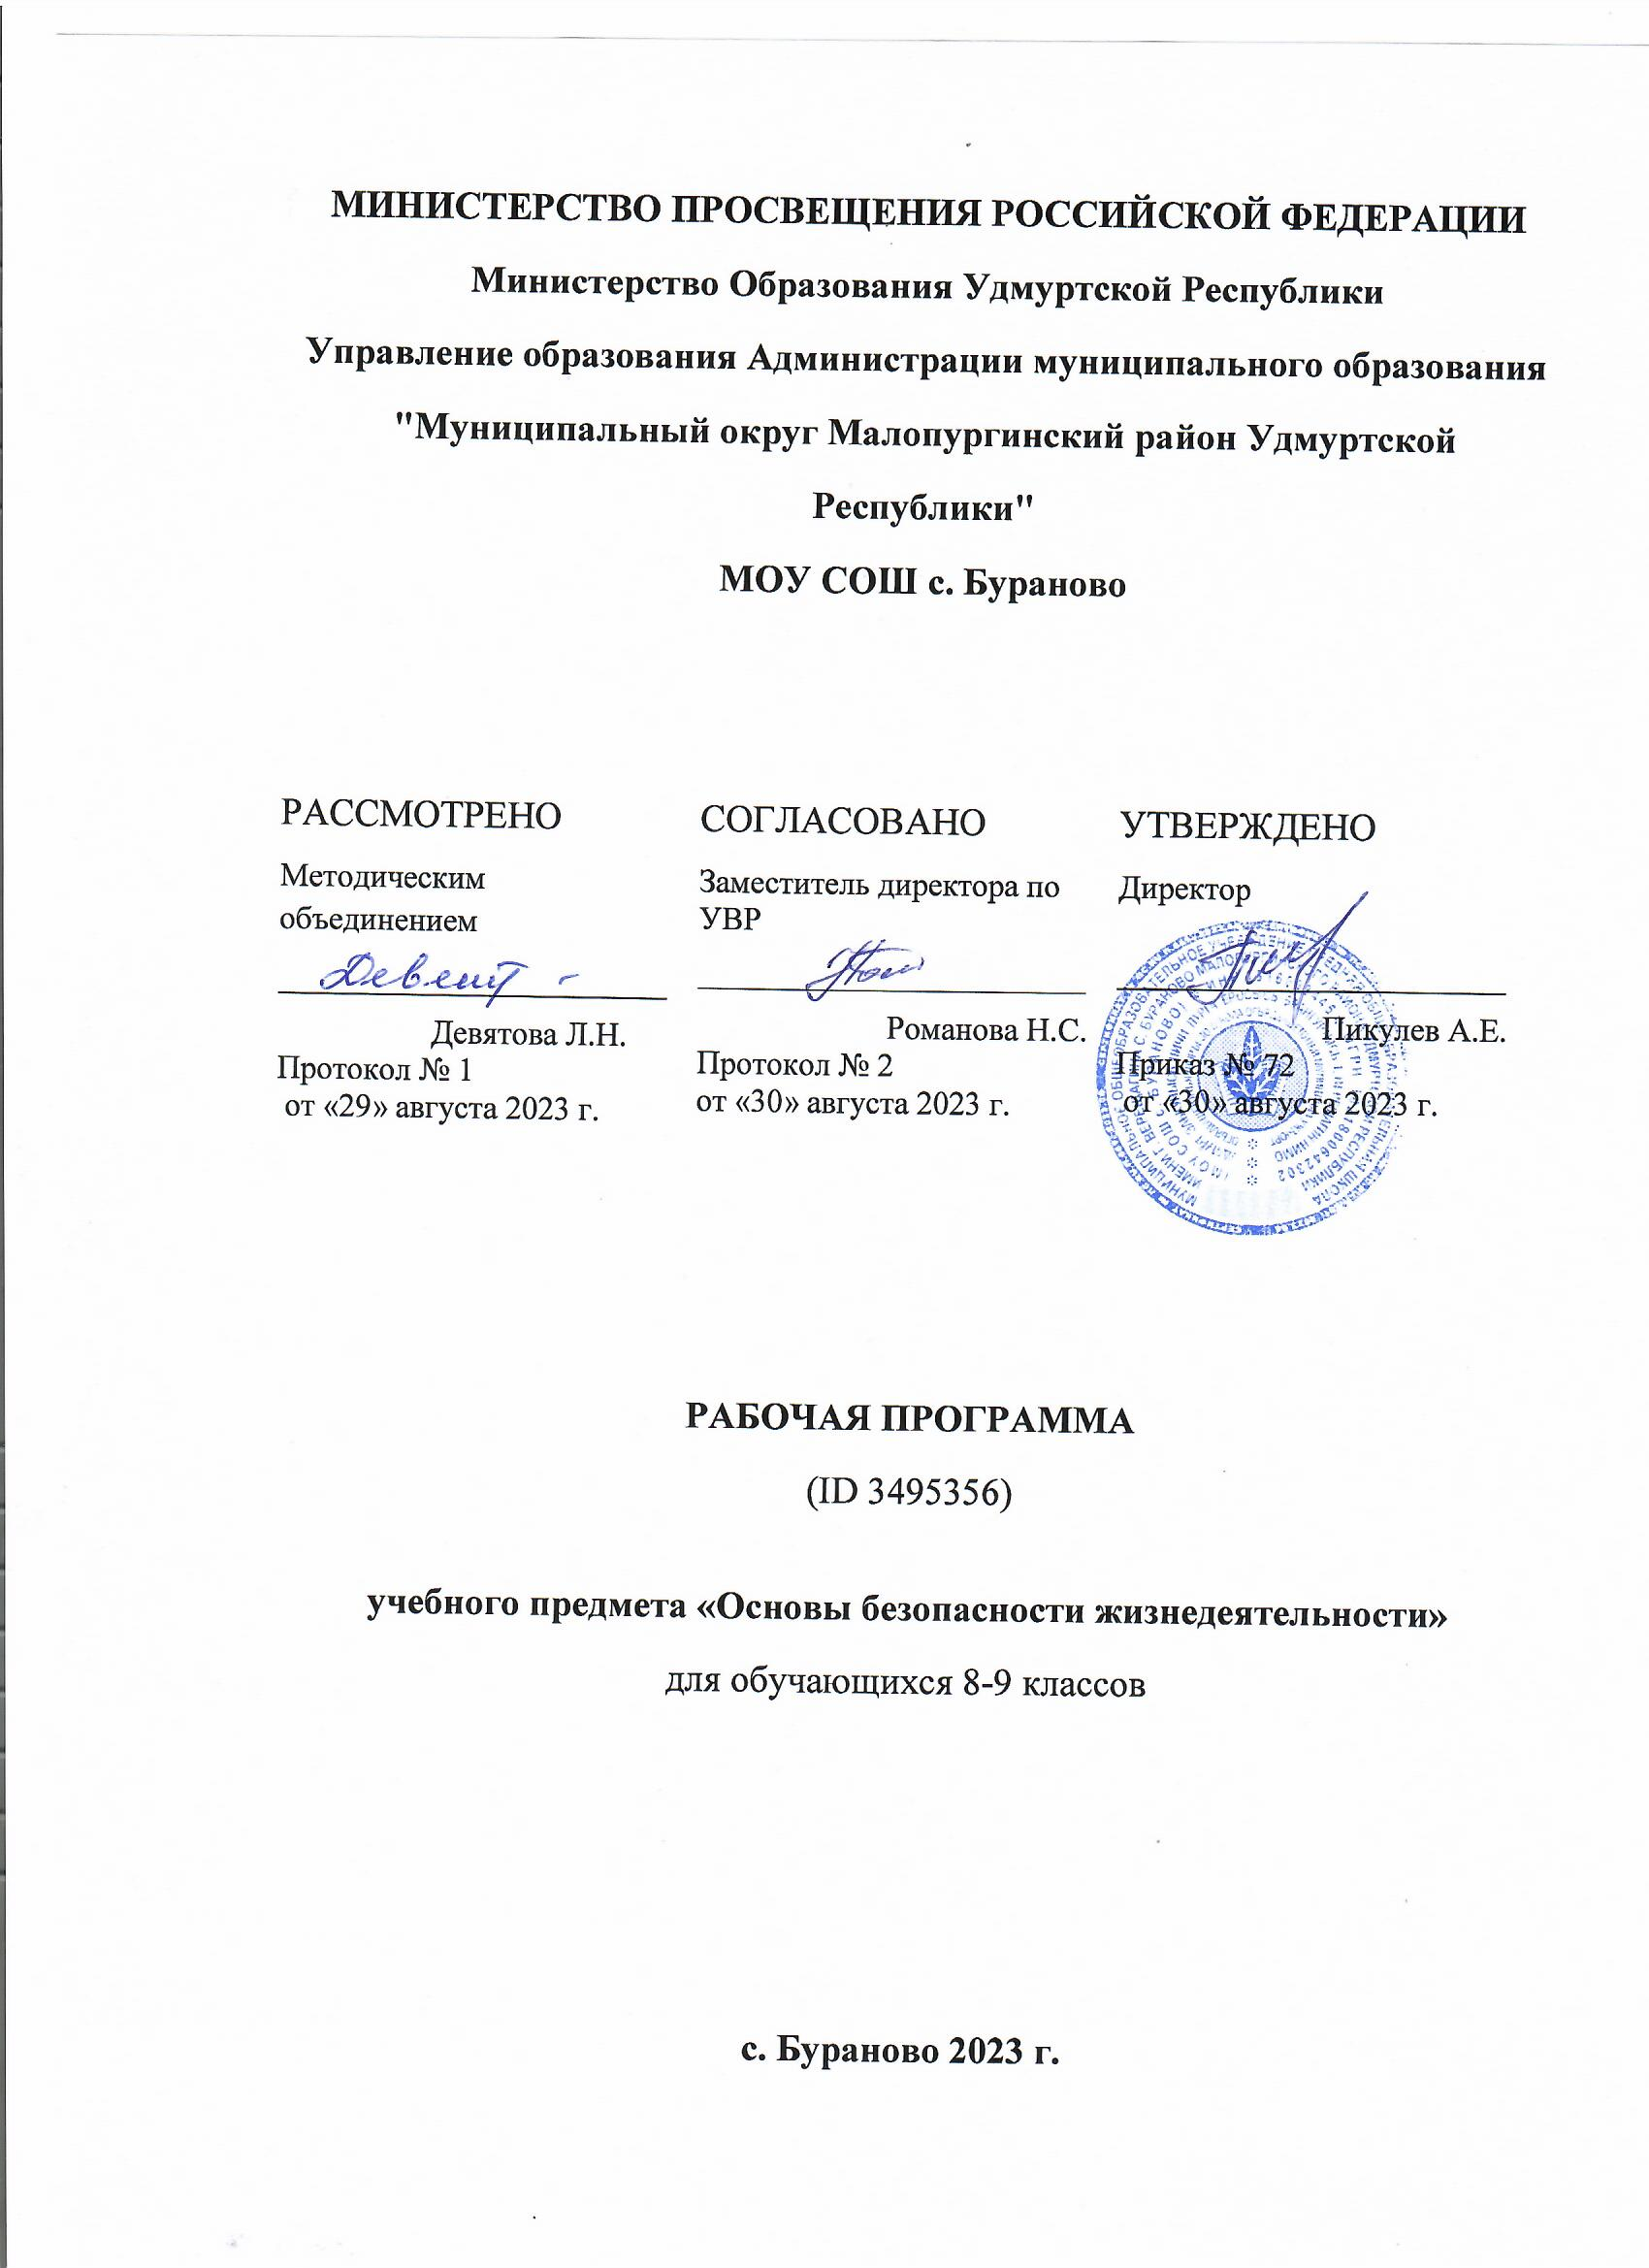 МИНИСТЕРСТВО ПРОСВЕЩЕНИЯ РОССИЙСКОЙ ФЕДЕРАЦИИ
Министерство Образования Удмуртской Республики
Управление образования Администрации муниципального образования
"Муниципальный округ Малопургинский район Удмуртской
Республики"
МОУ СОШ с. Бураново
РАССМОТРЕНО
Методическим
объединением
Девятова Л.Н.
Протокол № 1
от «29» августа 2023 г.
СОГЛАСОВАНО
Заместитель директора по
УВР
Романова Н.С.
Протокол № 2
от «30» августа 2023 г.
УТВЕРЖДЕНО
Директор
Пикулев А.Е.
Приказ № 72
от «30» августа 2023 г.
РАБОЧАЯ ПРОГРАММА
(ID 3495356)
учебного предмета «Основы безопасности жизнедеятельности»
для обучающихся 8-9 классов
с. Бураново 2023 г.